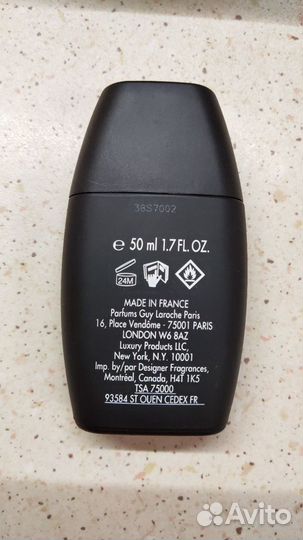 38S7002
℮ 50 ml 1.7 FL. OZ.
24M
MADE IN FRANCE
Parfums Guy Laroche Paris
16, Place Vendôme - 75001 PARIS
LONDON W6 8AZ
Luxury Products LLC,
New York, N.Y. 10001
Imp. by/par Designer Fragrances,
Montréal, Canada, H4T 1K5
TSA 75000
93584 ST OUEN CEDEX FR
Avito